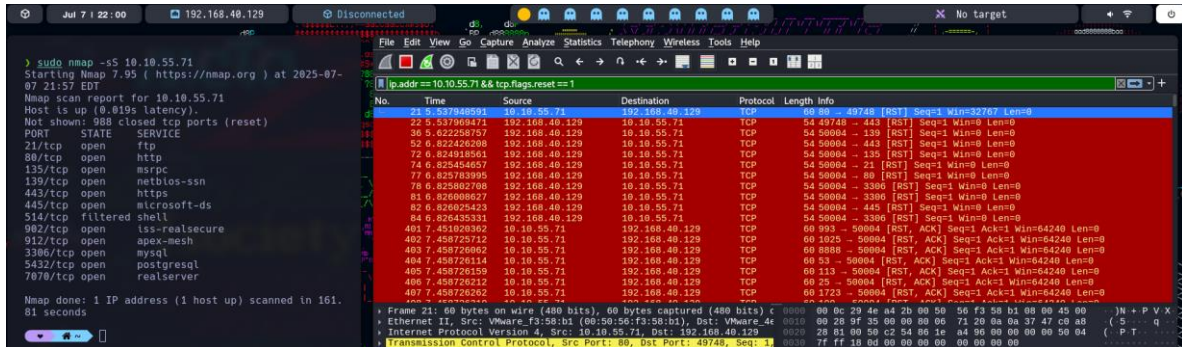 Jul 7 | 22:00
192.168.40.129
Disconnected
No target
> sudo nmap -sS 10.10.55.71
Starting Nmap 7.95 ( https://nmap.org ) at 2025-07-
07 21:57 EDT
Nmap scan report for 10.10.55.71
Host is up (0.019s latency).
Not shown: 988 closed tcp ports (reset)
PORT STATE SERVICE
21/tcp open ftp
80/tcp open http
135/tcp open msrpc
139/tcp open netbios-ssn
443/tcp open https
445/tcp open microsoft-ds
514/tcp filtered shell
902/tcp open iss-realsecure
912/tcp open apex-mesh
3306/tcp open mysql
5432/tcp open postgresql
7070/tcp open realserver
Nmap done: 1 IP address (1 host up) scanned in 161.
81 seconds
File Edit View Go Capture Analyze Statistics Telephony Wireless Tools Help
ip.addr == 10.10.55.71 && tcp.flags.reset == 1
No. Time Source Destination Protocol Length Info
21 5.537940591 10.10.55.71 192.168.40.129 TCP 60 80 → 49748 [RST] Seq=1 Win=32767 Len=0
22 5.537969471 192.168.40.129 10.10.55.71 TCP 54 49748 → 443 [RST] Seq=1 Win=0 Len=0
36 5.622258757 192.168.40.129 10.10.55.71 TCP 54 50004 → 139 [RST] Seq=1 Win=0 Len=0
52 6.822426208 192.168.40.129 10.10.55.71 TCP 54 50004 → 443 [RST] Seq=1 Win=0 Len=0
72 6.824918561 192.168.40.129 10.10.55.71 TCP 54 50004 → 135 [RST] Seq=1 Win=0 Len=0
74 6.825454657 192.168.40.129 10.10.55.71 TCP 54 50004 → 21 [RST] Seq=1 Win=0 Len=0
77 6.825783995 192.168.40.129 10.10.55.71 TCP 54 50004 → 80 [RST] Seq=1 Win=0 Len=0
78 6.825802708 192.168.40.129 10.10.55.71 TCP 54 50004 → 3306 [RST] Seq=1 Win=0 Len=0
81 6.826008627 192.168.40.129 10.10.55.71 TCP 54 50004 → 3306 [RST] Seq=1 Win=0 Len=0
82 6.826025423 192.168.40.129 10.10.55.71 TCP 54 50004 → 445 [RST] Seq=1 Win=0 Len=0
84 6.826435331 192.168.40.129 10.10.55.71 TCP 54 50004 → 3306 [RST] Seq=1 Win=0 Len=0
401 7.451020362 10.10.55.71 192.168.40.129 TCP 60 993 → 50004 [RST, ACK] Seq=1 Ack=1 Win=64240 Len=0
402 7.458725712 10.10.55.71 192.168.40.129 TCP 60 1025 → 50004 [RST, ACK] Seq=1 Ack=1 Win=64240 Len=0
403 7.458726062 10.10.55.71 192.168.40.129 TCP 60 8888 → 50004 [RST, ACK] Seq=1 Ack=1 Win=64240 Len=0
404 7.458726114 10.10.55.71 192.168.40.129 TCP 60 53 → 50004 [RST, ACK] Seq=1 Ack=1 Win=64240 Len=0
405 7.458726159 10.10.55.71 192.168.40.129 TCP 60 113 → 50004 [RST, ACK] Seq=1 Ack=1 Win=64240 Len=0
406 7.458726212 10.10.55.71 192.168.40.129 TCP 60 25 → 50004 [RST, ACK] Seq=1 Ack=1 Win=64240 Len=0
407 7.458726262 10.10.55.71 192.168.40.129 TCP 60 1723 → 50004 [RST, ACK] Seq=1 Ack=1 Win=64240 Len=0
Frame 21: 60 bytes on wire (480 bits), 60 bytes captured (480 bits) c 0000 00 0c 29 4e a4 2b 00 50 56 f3 58 b1 08 00 45 00 ··)N·+·P V·X·
Ethernet II, Src: VMware_f3:58:b1 (00:50:56:f3:58:b1), Dst: VMware_4e 0010 00 28 9f 35 00 00 80 06 71 20 0a 0a 37 47 c0 a8 ·(·5···· q
Internet Protocol Version 4, Src: 10.10.55.71, Dst: 192.168.40.129 0020 28 81 00 50 c2 54 86 1e a4 96 00 00 00 00 50 04 (··P·T··
Transmission Control Protocol, Src Port: 80, Dst Port: 49748, Seq: 1, 0030 7f ff 18 0d 00 00 00 00 00 00 00 00